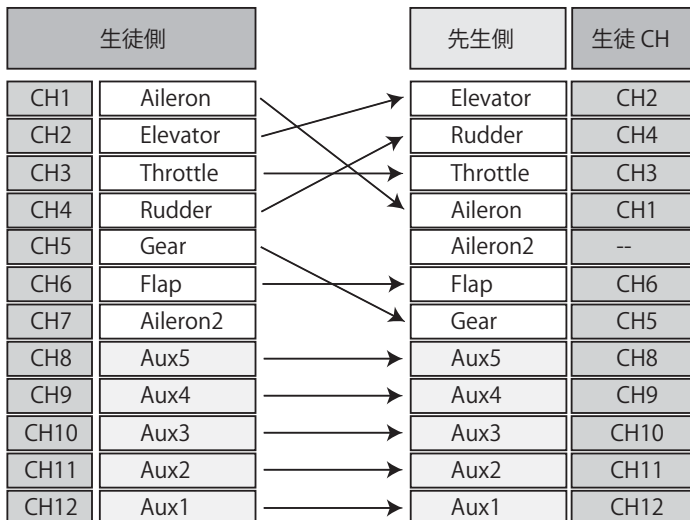 生徒側 先生側 生徒 CH
CH1 Aileron Elevator CH2
CH2 Elevator Rudder CH4
CH3 Throttle Throttle CH3
CH4 Rudder Aileron CH1
CH5 Gear Aileron2 --
CH6 Flap Flap CH6
CH7 Aileron2 Gear CH5
CH8 Aux5 Aux5 CH8
CH9 Aux4 Aux4 CH9
CH10 Aux3 Aux3 CH10
CH11 Aux2 Aux2 CH11
CH12 Aux1 Aux1 CH12